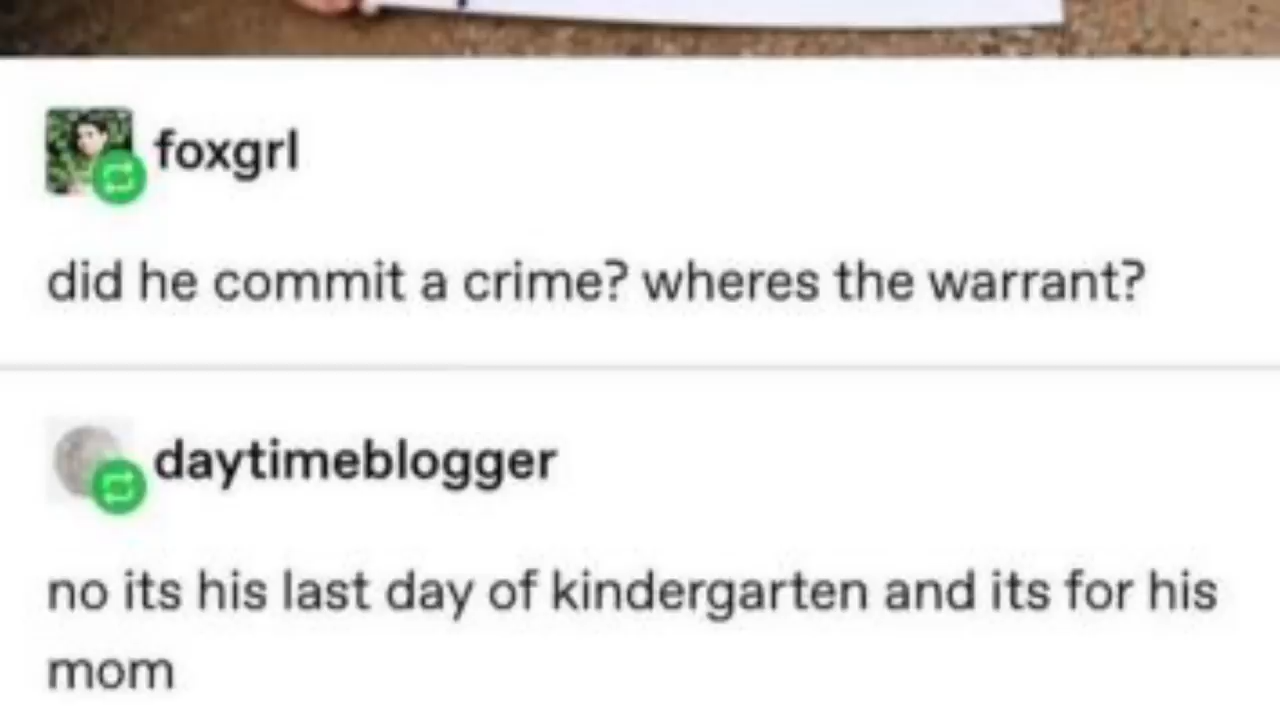 foxgrl
did he commit a crime? wheres the warrant?
daytimeblogger
no its his last day of kindergarten and its for his
mom